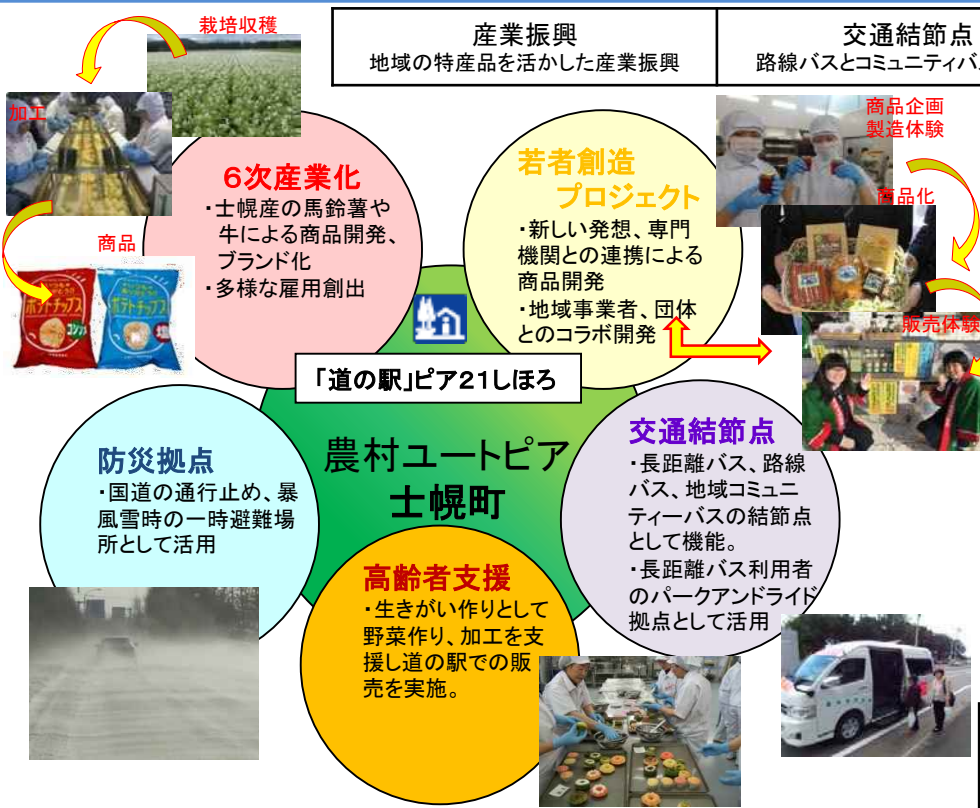 産業振興
地域の特産品を活かした産業振興
交通結節点
路線バスとコミュニティバ
栽培収穫
加工
商品
ポテトチップス
コンソメ
ポテトチップス
6次産業化
・士幌産の馬鈴薯や
牛による商品開発、
ブランド化
・多様な雇用創出
若者創造
プロジェクト
・新しい発想、専門
機関との連携による
商品開発
・地域事業者、団体
とのコラボ開発
商品企画
製造体験
商品化
販売体験
「道の駅」ピア21しほろ
農村ユートピア
士幌町
防災拠点
・国道の通行止め、暴
風雪時の一時避難場
所として活用
交通結節点
・長距離バス、路線
バス、地域コミュニ
ティーバスの結節点
として機能。
・長距離バス利用者
のパークアンドライド
拠点として活用
高齢者支援
・生きがい作りとして
野菜作り、加工を支
援し道の駅での販
売を実施。